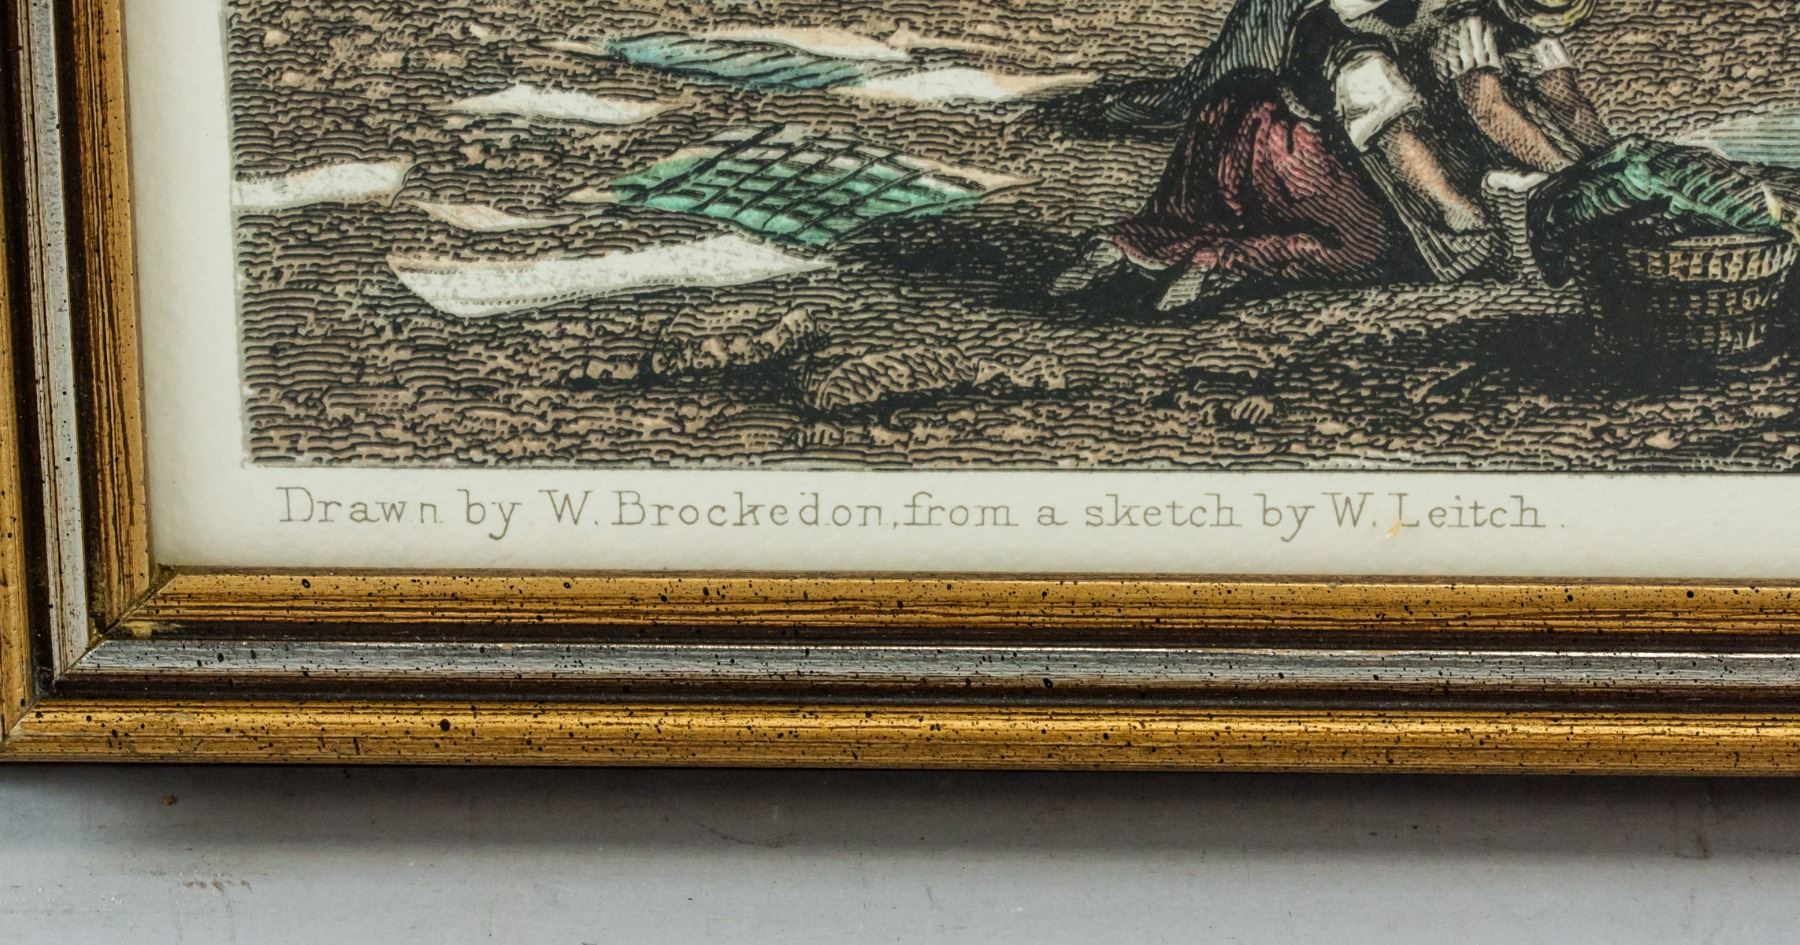 Drawn by W. Brockedon, from a sketch by W. Leitch.